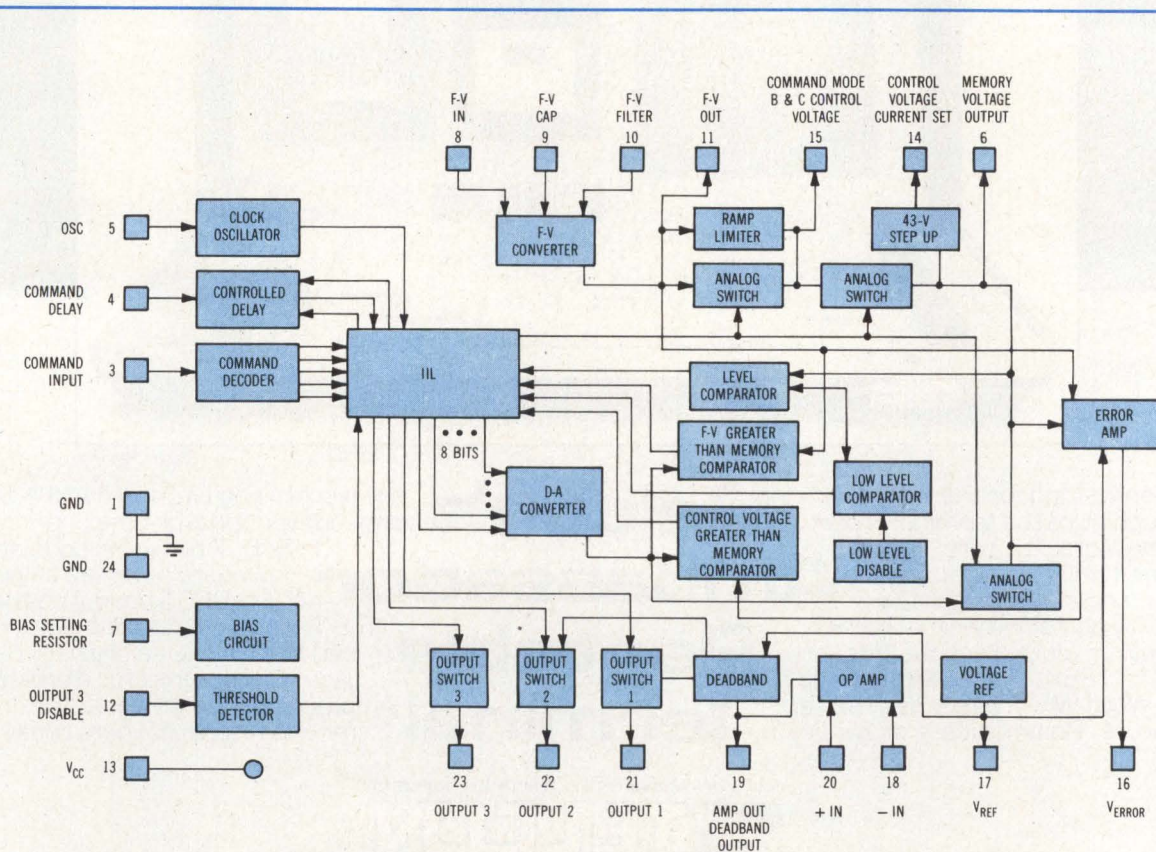 F-V
IN
8
F-V
CAP
9
F-V
FILTER
10
F-V
OUT
11
COMMAND MODE
B & C CONTROL
VOLTAGE
15
CONTROL
VOLTAGE
CURRENT SET
14
MEMORY
VOLTAGE
OUTPUT
6
OSC 5
CLOCK
OSCILLATOR
F-V
CONVERTER
RAMP
LIMITER
43-V
STEP UP
ANALOG
SWITCH
ANALOG
SWITCH
COMMAND
DELAY
4
CONTROLLED
DELAY
COMMAND
INPUT
3
COMMAND
DECODER
IIL
LEVEL
COMPARATOR
ERROR
AMP
8 BITS
F-V GREATER
THAN MEMORY
COMPARATOR
D-A
CONVERTER
LOW LEVEL
COMPARATOR
GND 1
GND 24
CONTROL VOLTAGE
GREATER THAN
MEMORY
COMPARATOR
LOW LEVEL
DISABLE
ANALOG
SWITCH
BIAS SETTING
RESISTOR
7
BIAS
CIRCUIT
OUTPUT 3
DISABLE
12
THRESHOLD
DETECTOR
OUTPUT
SWITCH
3
OUTPUT
SWITCH
2
OUTPUT
SWITCH
1
DEADBAND
OP AMP
VOLTAGE
REF
VCC 13
23
OUTPUT 3
22
OUTPUT 2
21
OUTPUT 1
19
AMP OUT
DEADBAND
OUTPUT
20
+ IN
18
− IN
17
VREF
16
VERROR